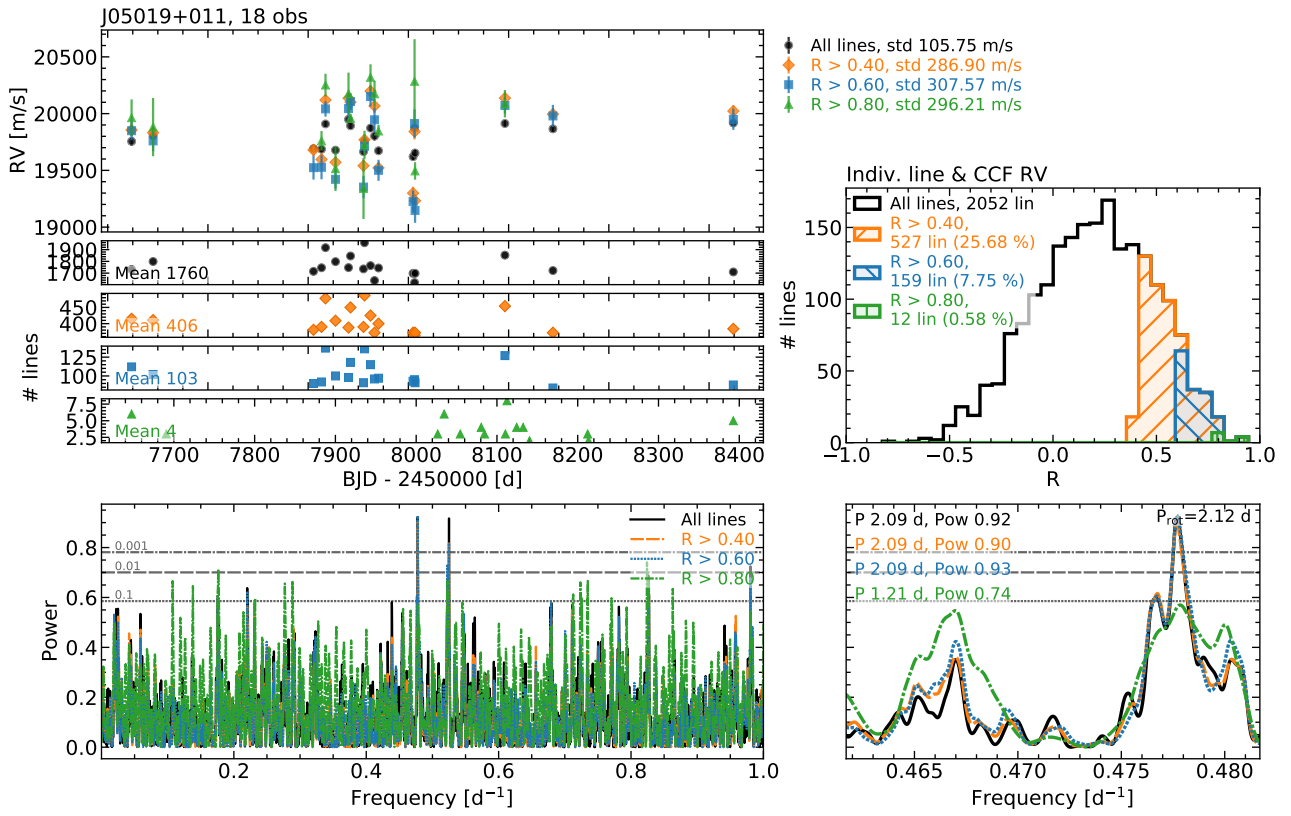 J05019+011, 18 obs
20500
20000
19500
19000
RV [m/s]
All lines, std 105.75 m/s
R > 0.40, std 286.90 m/s
R > 0.60, std 307.57 m/s
R > 0.80, std 296.21 m/s
1900
1800
1700
Mean 1760
450
400
Mean 406
125
100
Mean 103
7.5
5.0
2.5
Mean 4
# lines
7700
7800
7900
8000
8100
8200
8300
8400
BJD - 2450000 [d]
Indiv. line & CCF RV
All lines, 2052 lin
R > 0.40,
527 lin (25.68 %)
R > 0.60,
159 lin (7.75 %)
R > 0.80,
12 lin (0.58 %)
150
100
50
0
# lines
−1.0
−0.5
0.0
0.5
1.0
R
All lines
R > 0.40
R > 0.60
R > 0.80
0.001
0.01
0.1
0.8
0.6
0.4
0.2
0.0
Power
0.2
0.4
0.6
0.8
1.0
Frequency [d⁻¹]
P 2.09 d, Pow 0.92
P 2.09 d, Pow 0.90
P 2.09 d, Pow 0.93
P 1.21 d, Pow 0.74
P_rot=2.12 d
0.465
0.470
0.475
0.480
Frequency [d⁻¹]